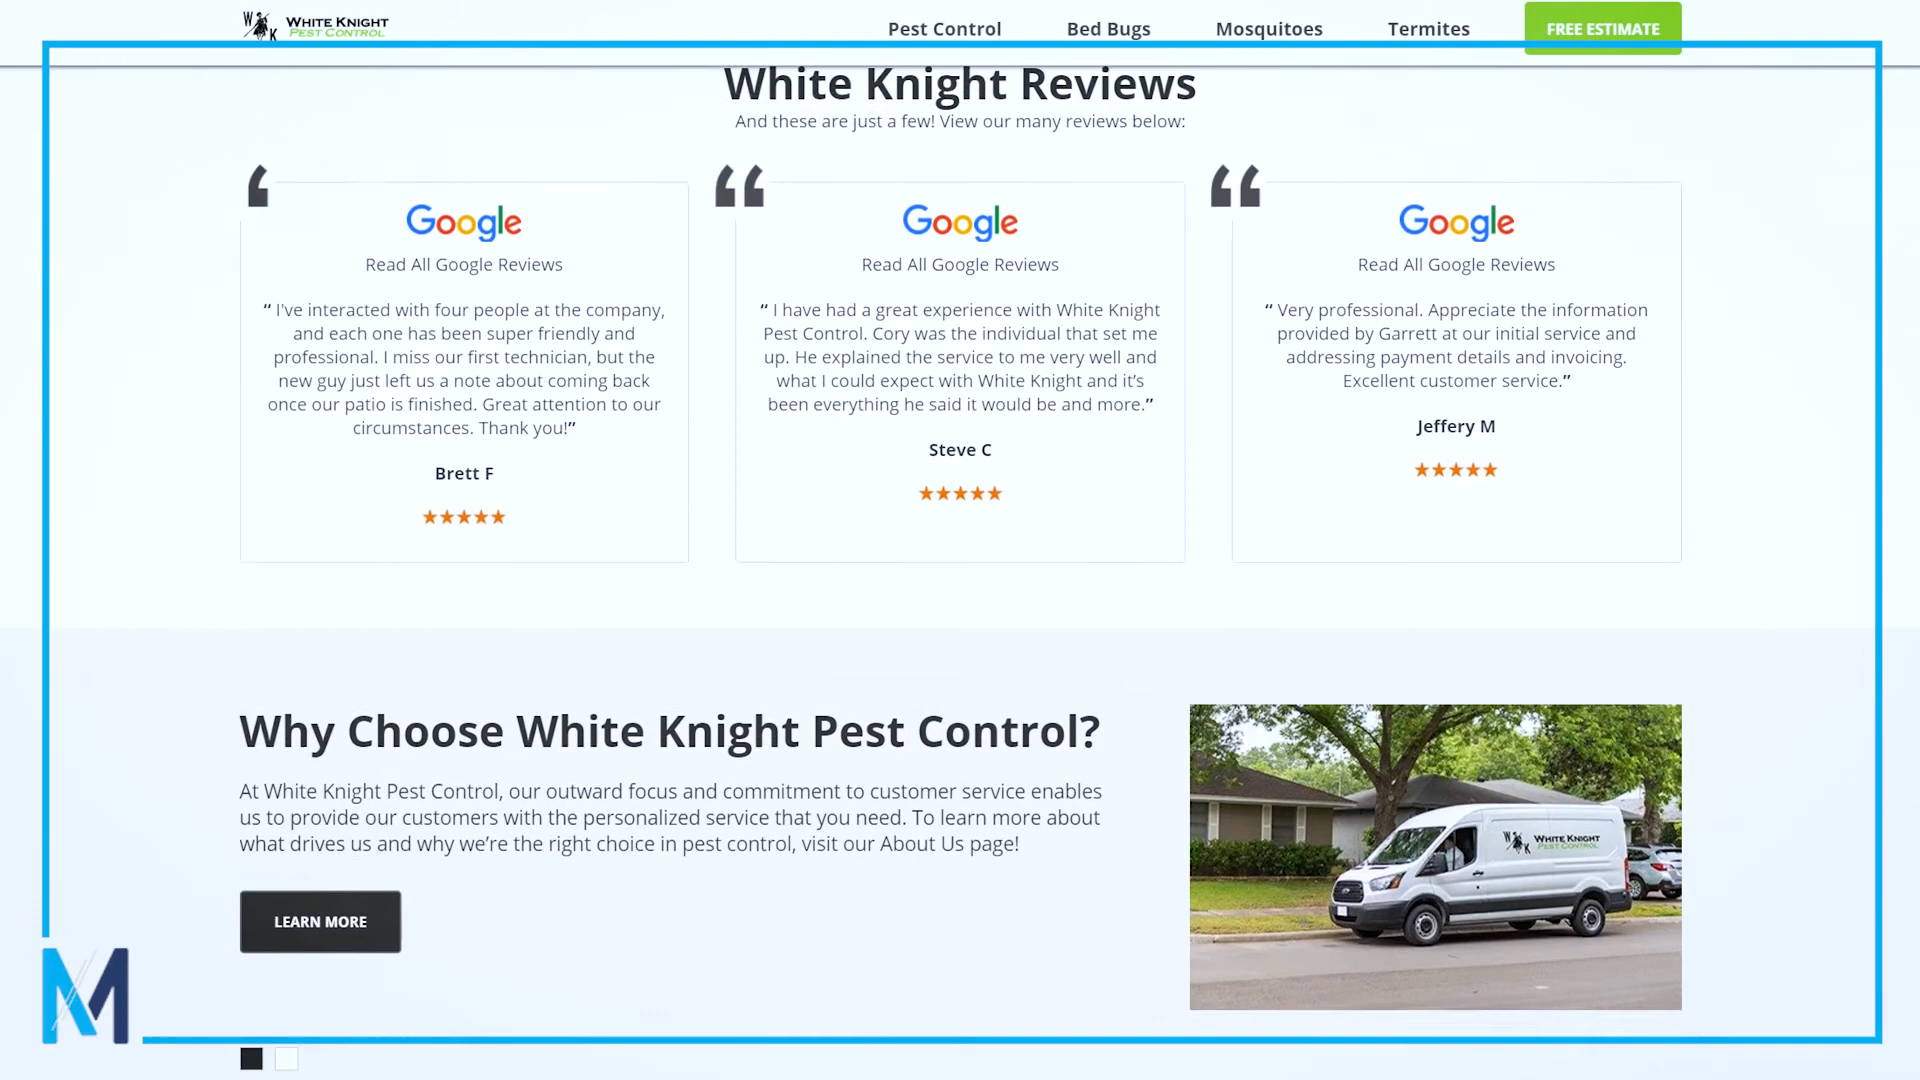 W K WHITE KNIGHT PEST CONTROL
Pest Control Bed Bugs Mosquitoes Termites FREE ESTIMATE
White Knight Reviews
And these are just a few! View our many reviews below:
Google
Read All Google Reviews
“ I've interacted with four people at the company,
and each one has been super friendly and
professional. I miss our first technician, but the
new guy just left us a note about coming back
once our patio is finished. Great attention to our
circumstances. Thank you!”
Brett F
★★★★★
Google
Read All Google Reviews
“ I have had a great experience with White Knight
Pest Control. Cory was the individual that set me
up. He explained the service to me very well and
what I could expect with White Knight and it’s
been everything he said it would be and more.”
Steve C
★★★★★
Google
Read All Google Reviews
“ Very professional. Appreciate the information
provided by Garrett at our initial service and
addressing payment details and invoicing.
Excellent customer service.”
Jeffery M
★★★★★
Why Choose White Knight Pest Control?
At White Knight Pest Control, our outward focus and commitment to customer service enables
us to provide our customers with the personalized service that you need. To learn more about
what drives us and why we’re the right choice in pest control, visit our About Us page!
LEARN MORE
W K WHITE KNIGHT
PEST CONTROL
M